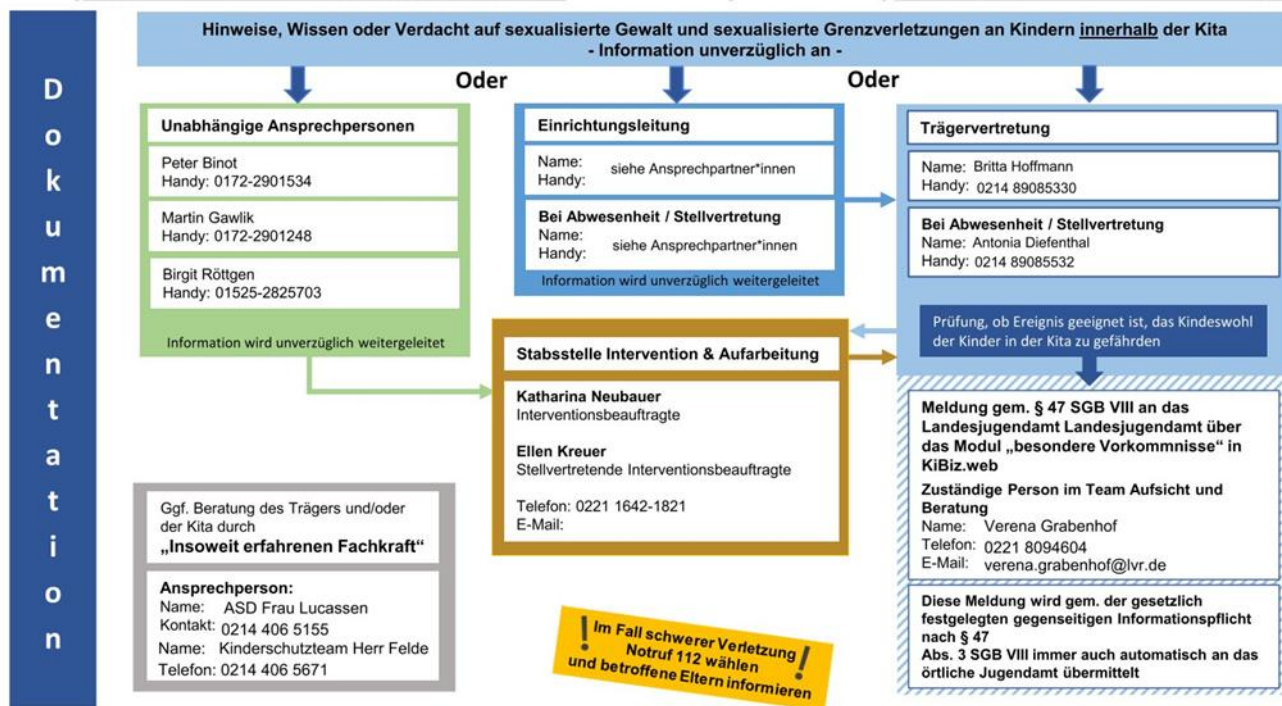 Dokumentation
Hinweise, Wissen oder Verdacht auf sexualisierte Gewalt und sexualisierte Grenzverletzungen an Kindern innerhalb der Kita
- Information unverzüglich an -
Oder
Oder
Unabhängige Ansprechpersonen
Peter Binot
Handy: 0172-2901534
Martin Gawlik
Handy: 0172-2901248
Birgit Röttgen
Handy: 01525-2825703
Information wird unverzüglich weitergeleitet
Einrichtungsleitung
Name: siehe Ansprechpartner*innen
Handy:
Bei Abwesenheit / Stellvertretung
Name: siehe Ansprechpartner*innen
Handy:
Information wird unverzüglich weitergeleitet
Trägervertretung
Name: Britta Hoffmann
Handy: 0214 89085330
Bei Abwesenheit / Stellvertretung
Name: Antonia Diefenthal
Handy: 0214 89085532
Prüfung, ob Ereignis geeignet ist, das Kindeswohl
der Kinder in der Kita zu gefährden
Stabsstelle Intervention & Aufarbeitung
Katharina Neubauer
Interventionsbeauftragte
Ellen Kreuer
Stellvertretende Interventionsbeauftragte
Telefon: 0221 1642-1821
E-Mail:
Meldung gem. § 47 SGB VIII an das
Landesjugendamt Landesjugendamt über
das Modul „besondere Vorkommnisse“ in
KiBiz.web
Zuständige Person im Team Aufsicht und
Beratung
Name: Verena Grabenhof
Telefon: 0221 8094604
E-Mail: verena.grabenhof@lvr.de
Diese Meldung wird gem. der gesetzlich
festgelegten gegenseitigen Informationspflicht
nach § 47
Abs. 3 SGB VIII immer auch automatisch an das
örtliche Jugendamt übermittelt
Ggf. Beratung des Trägers und/oder
der Kita durch
„Insoweit erfahrenen Fachkraft“
Ansprechperson:
Name: ASD Frau Lucassen
Kontakt: 0214 406 5155
Name: Kinderschutzteam Herr Felde
Telefon: 0214 406 5671
! Im Fall schwerer Verletzung !
Notruf 112 wählen
und betroffene Eltern informieren